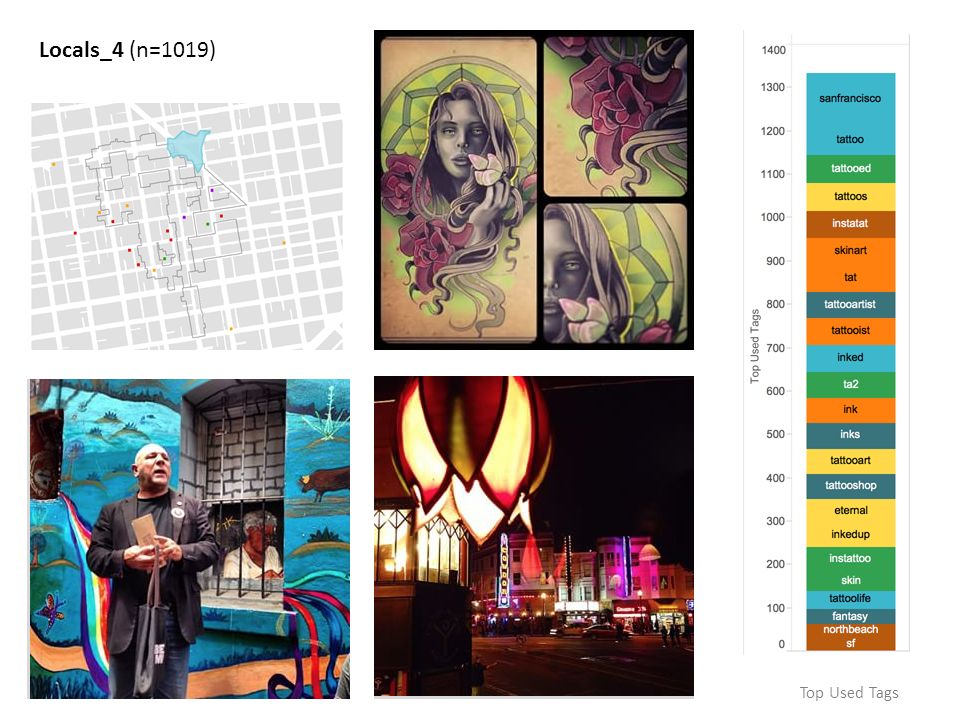 Locals_4 (n=1019)
1400
1300
1200
1100
1000
900
800
700
600
500
400
300
200
100
0
Top Used Tags
sanfrancisco
tattoo
tattooed
tattoos
instatat
skinart
tat
tattooartist
tattooist
inked
ta2
ink
inks
tattooart
tattooshop
eternal
inkedup
instattoo
skin
tattoolife
fantasy
northbeach
sf
Top Used Tags